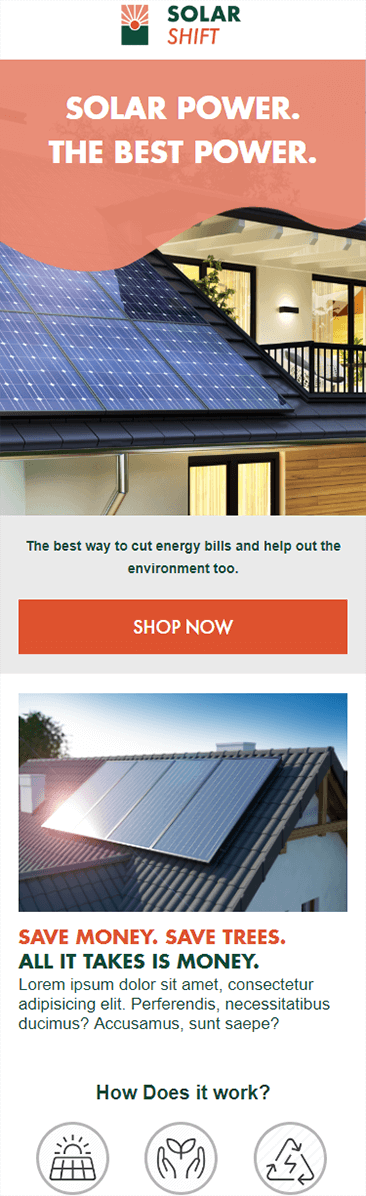 SOLAR
SHIFT
SOLAR POWER.
THE BEST POWER.
The best way to cut energy bills and help out the
environment too.
SHOP NOW
SAVE MONEY. SAVE TREES.
ALL IT TAKES IS MONEY.
Lorem ipsum dolor sit amet, consectetur
adipisicing elit. Perferendis, necessitatibus
ducimus? Accusamus, sunt saepe?
How Does it work?